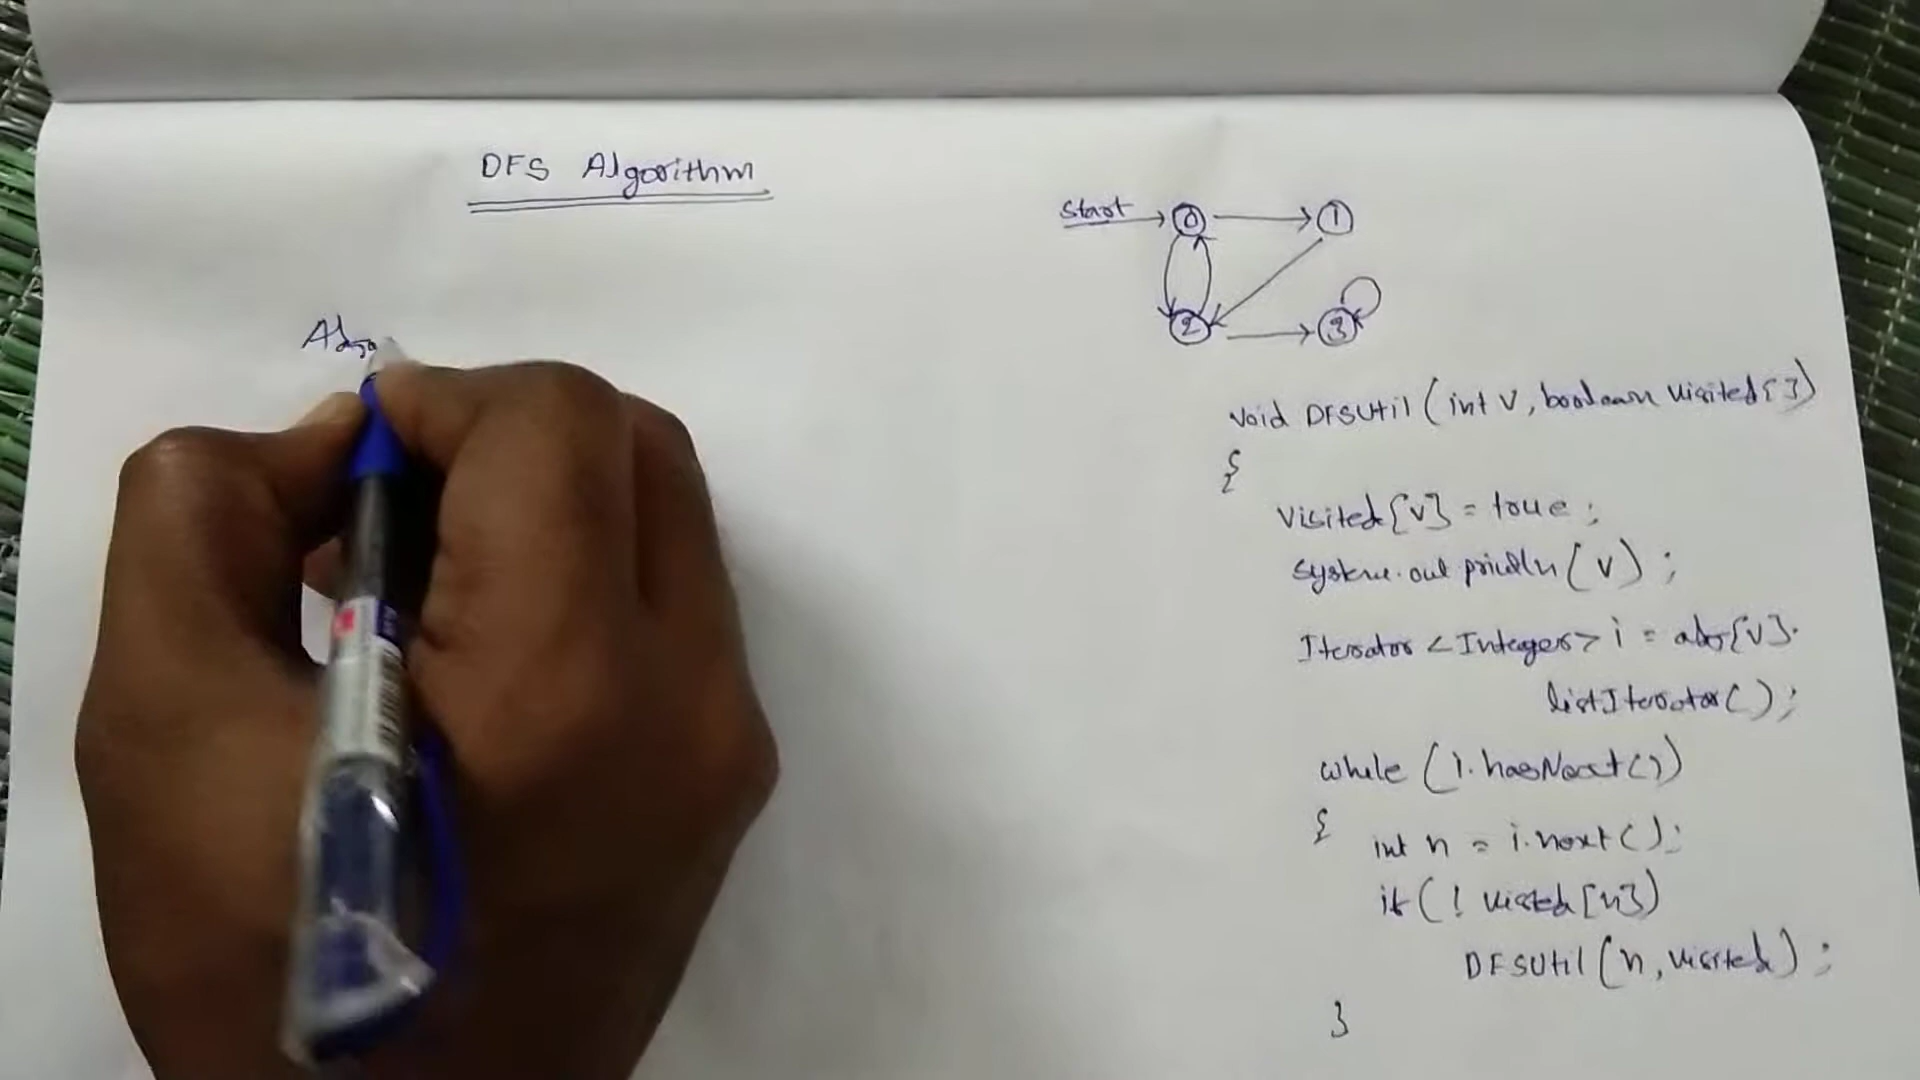 DFS Algorithm
Start
0
1
2
3
Algo
void DFSUtil(int v, boolean visited[])
{
visited[v] = true;
System.out.println(v);
Iterator <Integer> i = adj[v].
listIterator();
while (i.hasNext())
{
int n = i.next();
if(! visited[n])
DFSUtil(n, visited);
}